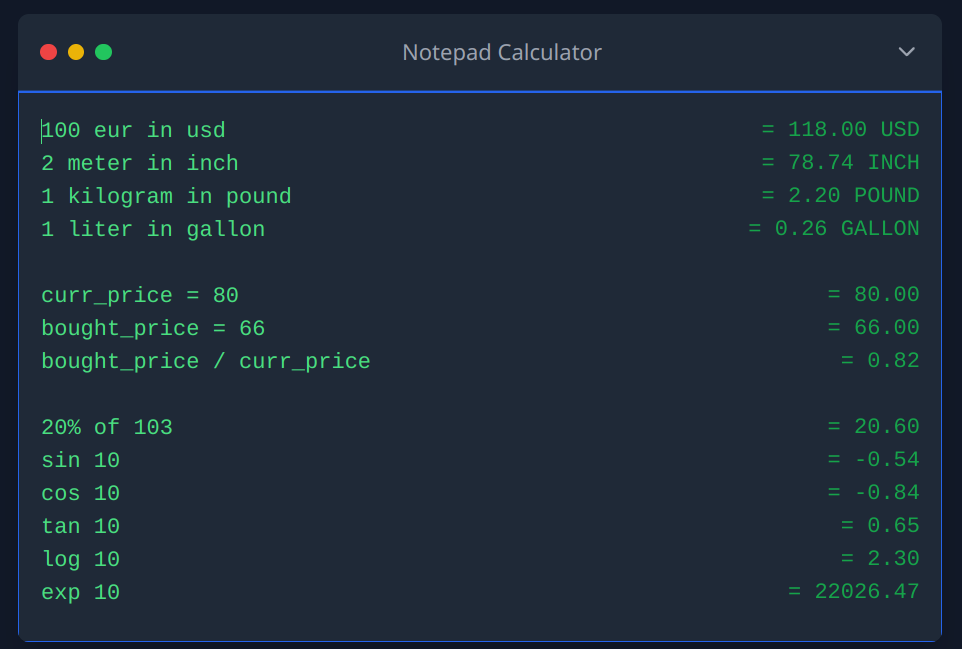 Notepad Calculator
100 eur in usd = 118.00 USD
2 meter in inch = 78.74 INCH
1 kilogram in pound = 2.20 POUND
1 liter in gallon = 0.26 GALLON
curr_price = 80 = 80.00
bought_price = 66 = 66.00
bought_price / curr_price = 0.82
20% of 103 = 20.60
sin 10 = -0.54
cos 10 = -0.84
tan 10 = 0.65
log 10 = 2.30
exp 10 = 22026.47